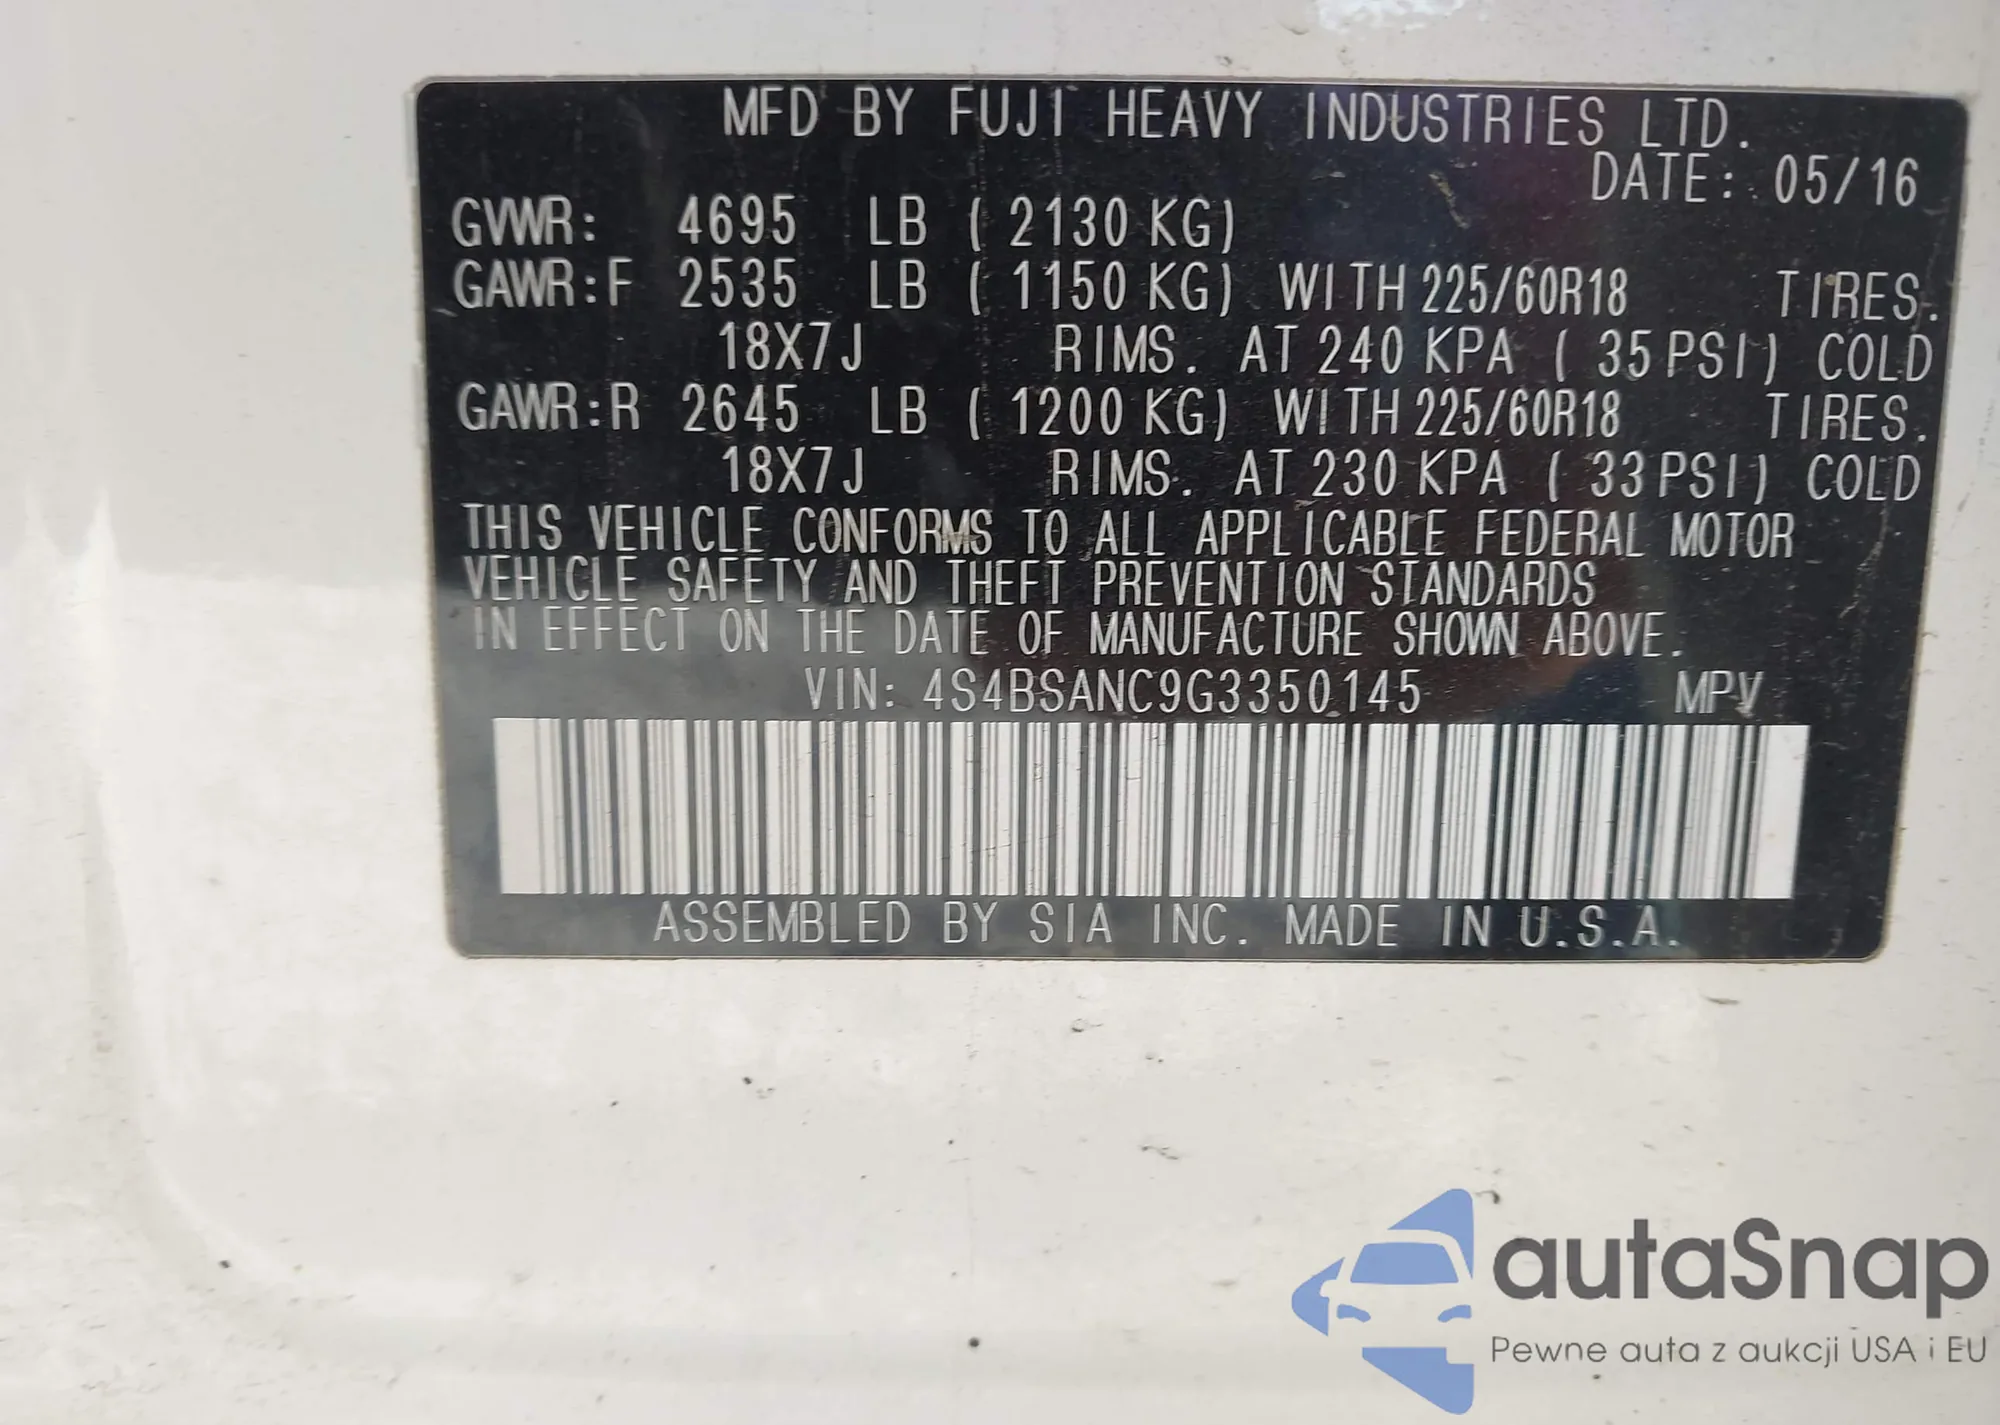 MFD BY FUJI HEAVY INDUSTRIES LTD.
DATE: 05/16
GVWR: 4695 LB ( 2130 KG)
GAWR:F 2535 LB ( 1150 KG) WITH 225/60R18 TIRES.
18X7J RIMS. AT 240 KPA ( 35 PSI) COLD
GAWR:R 2645 LB ( 1200 KG) WITH 225/60R18 TIRES.
18X7J RIMS. AT 230 KPA ( 33 PSI) COLD
THIS VEHICLE CONFORMS TO ALL APPLICABLE FEDERAL MOTOR
VEHICLE SAFETY AND THEFT PREVENTION STANDARDS
IN EFFECT ON THE DATE OF MANUFACTURE SHOWN ABOVE.
VIN: 4S4BSANC9G3350145 MPV
ASSEMBLED BY SIA INC. MADE IN U.S.A.
autaSnap
Pewne auta z aukcji USA i EU